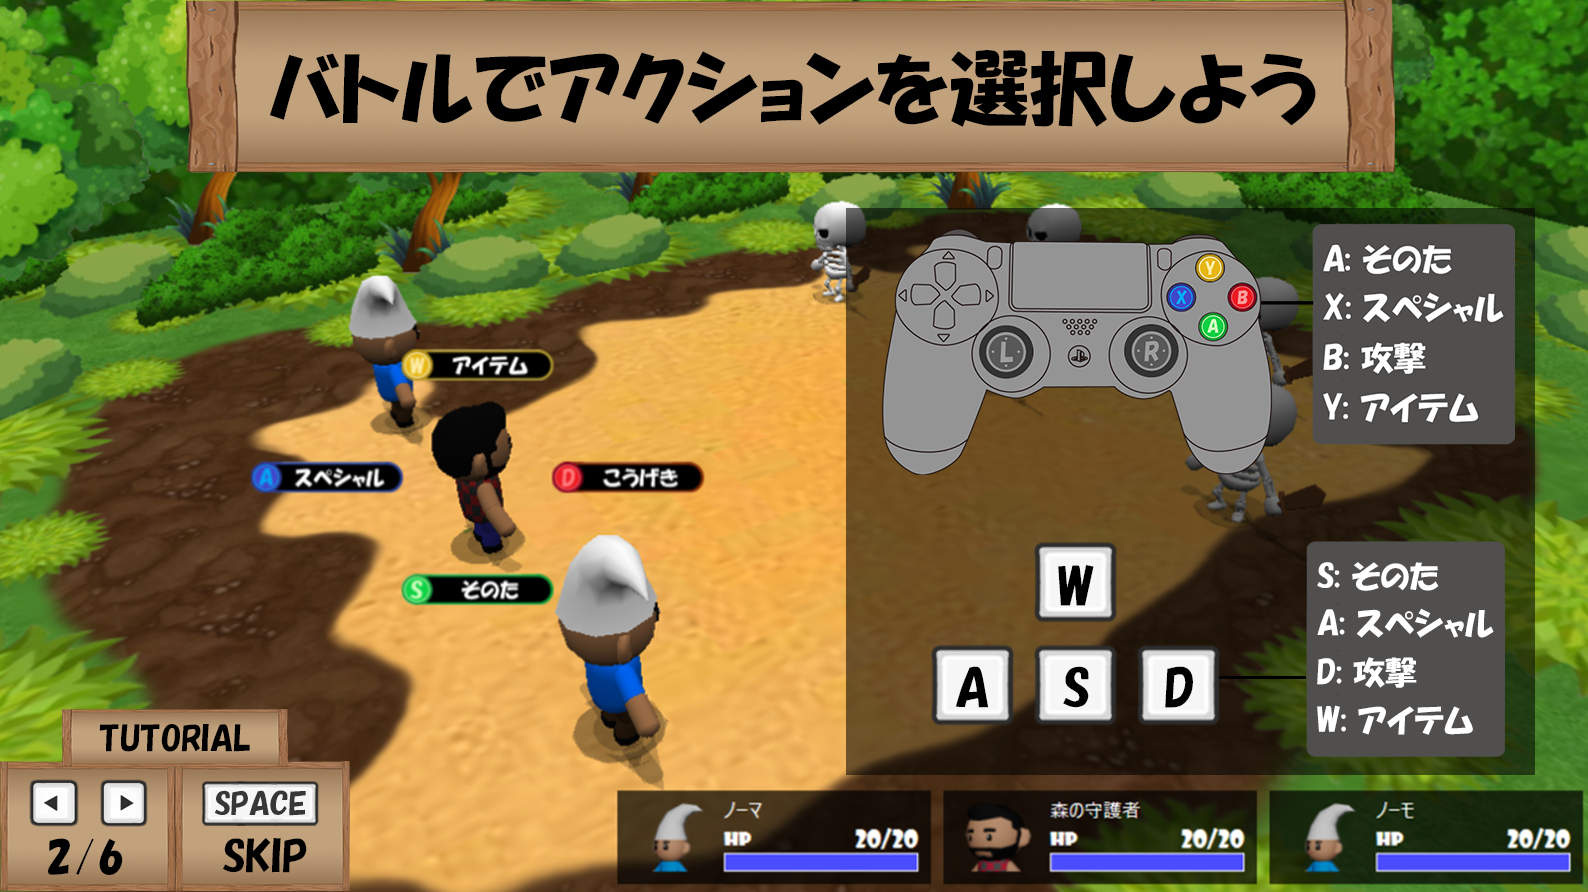 バトルでアクションを選択しよう
Y
X
B
A
L
R
A: そのた
X: スペシャル
B: 攻撃
Y: アイテム
W アイテム
A スペシャル
D こうげき
S そのた
W
A
S
D
S: そのた
A: スペシャル
D: 攻撃
W: アイテム
TUTORIAL
SPACE
2/6
SKIP
ノーマ
HP 20/20
森の守護者
HP 20/20
ノーモ
HP 20/20